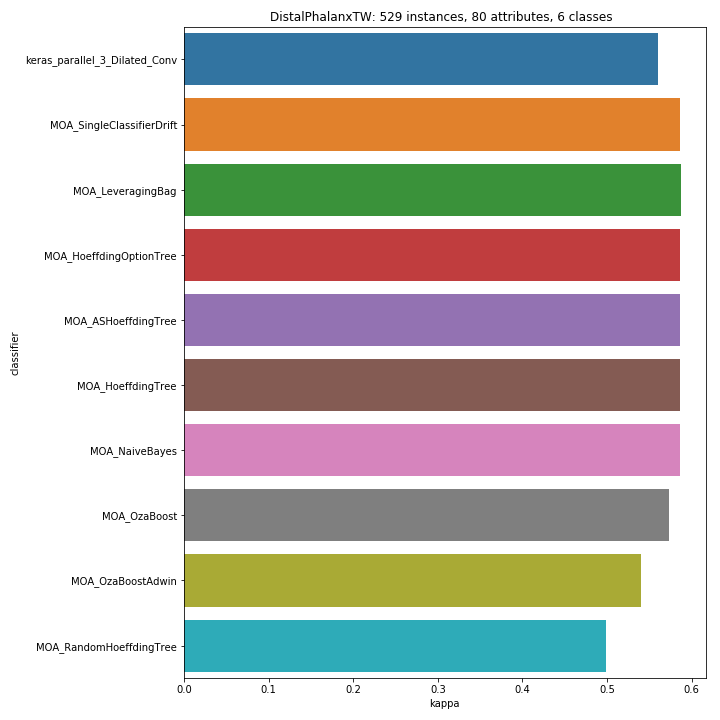 DistalPhalanxTW: 529 instances, 80 attributes, 6 classes
keras_parallel_3_Dilated_Conv
MOA_SingleClassifierDrift
MOA_LeveragingBag
MOA_HoeffdingOptionTree
MOA_ASHoeffdingTree
MOA_HoeffdingTree
MOA_NaiveBayes
MOA_OzaBoost
MOA_OzaBoostAdwin
MOA_RandomHoeffdingTree
classifier
0.0 0.1 0.2 0.3 0.4 0.5 0.6
kappa